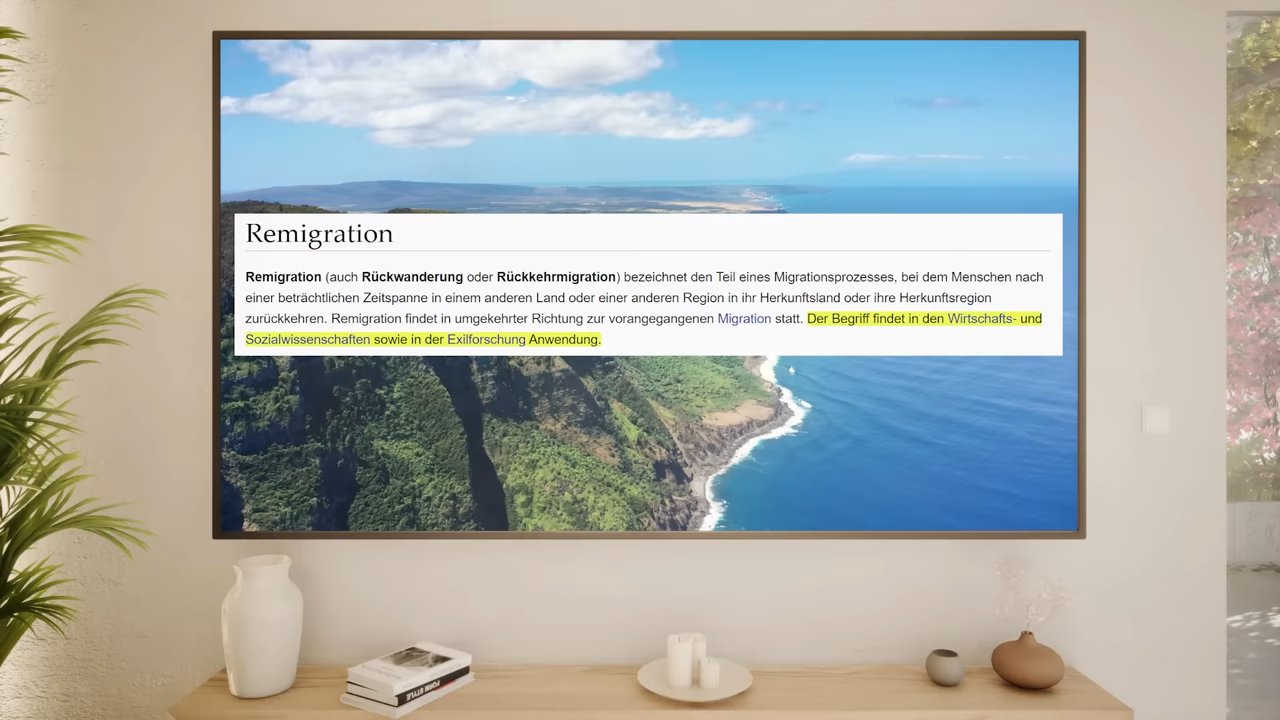 Remigration
Remigration (auch Rückwanderung oder Rückkehrmigration) bezeichnet den Teil eines Migrationsprozesses, bei dem Menschen nach
einer beträchtlichen Zeitspanne in einem anderen Land oder einer anderen Region in ihr Herkunftsland oder ihre Herkunftsregion
zurückkehren. Remigration findet in umgekehrter Richtung zur vorangegangenen Migration statt. Der Begriff findet in den Wirtschafts- und
Sozialwissenschaften sowie in der Exilforschung Anwendung.
FORM STYLE